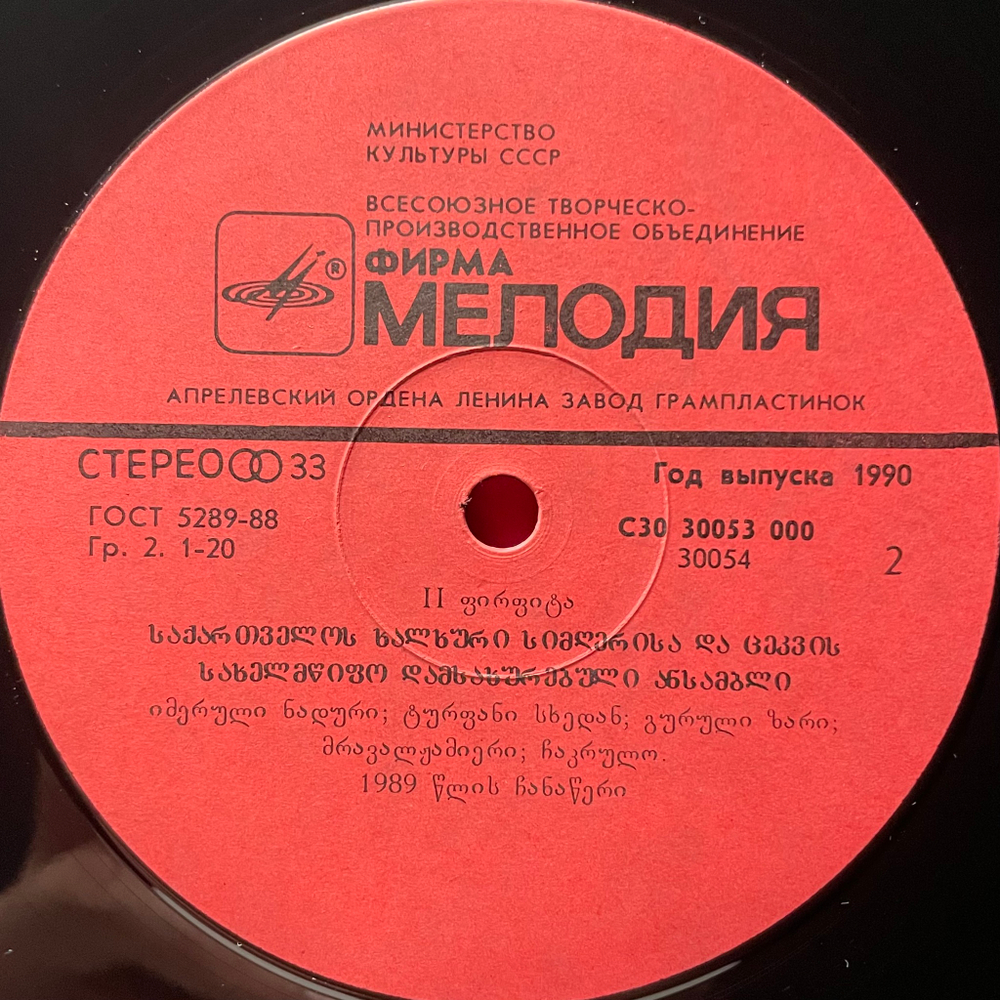 МИНИСТЕРСТВО
КУЛЬТУРЫ СССР
ВСЕСОЮЗНОЕ ТВОРЧЕСКО-
ПРОИЗВОДСТВЕННОЕ ОБЪЕДИНЕНИЕ
®
ФИРМА
МЕЛОДИЯ
АПРЕЛЕВСКИЙ ОРДЕНА ЛЕНИНА ЗАВОД ГРАМПЛАСТИНОК
СТЕРЕО 33
Год выпуска 1990
ГОСТ 5289-88
С30 30053 000
Гр. 2. 1-20
30054
2
II ფირფიტა
საქართველოს ხალხური სიმღერისა და ცეკვის
სახელმწიფო დამსახურებული ანსამბლი
იმერული ნადური; ტურფანი სხედან; გურული ზარი;
მრავალჟამიერი; ჩაკრულო.
1989 წლის ჩანაწერი